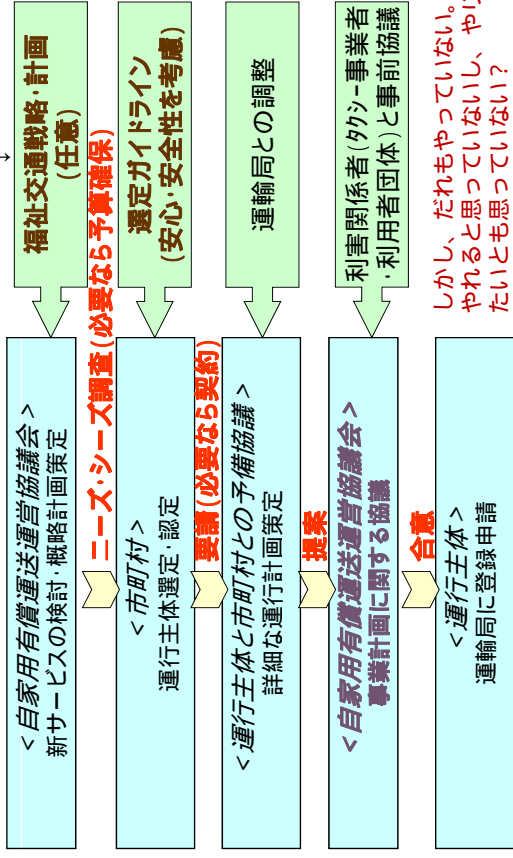 ↓
<自家用有償運送運営協議会>
新サービスの検討・概略計画策定
福祉交通戦略・計画
(任意)
ニーズ・シーズ調査(必要なら予算確保)
<市町村>
運行主体選定・認定
選定ガイドライン
(安心・安全性を考慮)
要請(必要なら契約)
<運行主体と市町村との予備協議>
詳細な運行計画策定
運輸局との調整
提案
<自家用有償運送運営協議会>
事業計画に関する協議
利害関係者(タクシー事業者
・利用者団体)と事前協議
合意
<運行主体>
運輸局に登録申請
しかし、だれもやっていない。
やれると思っていないし、やり
たいとも思っていない?